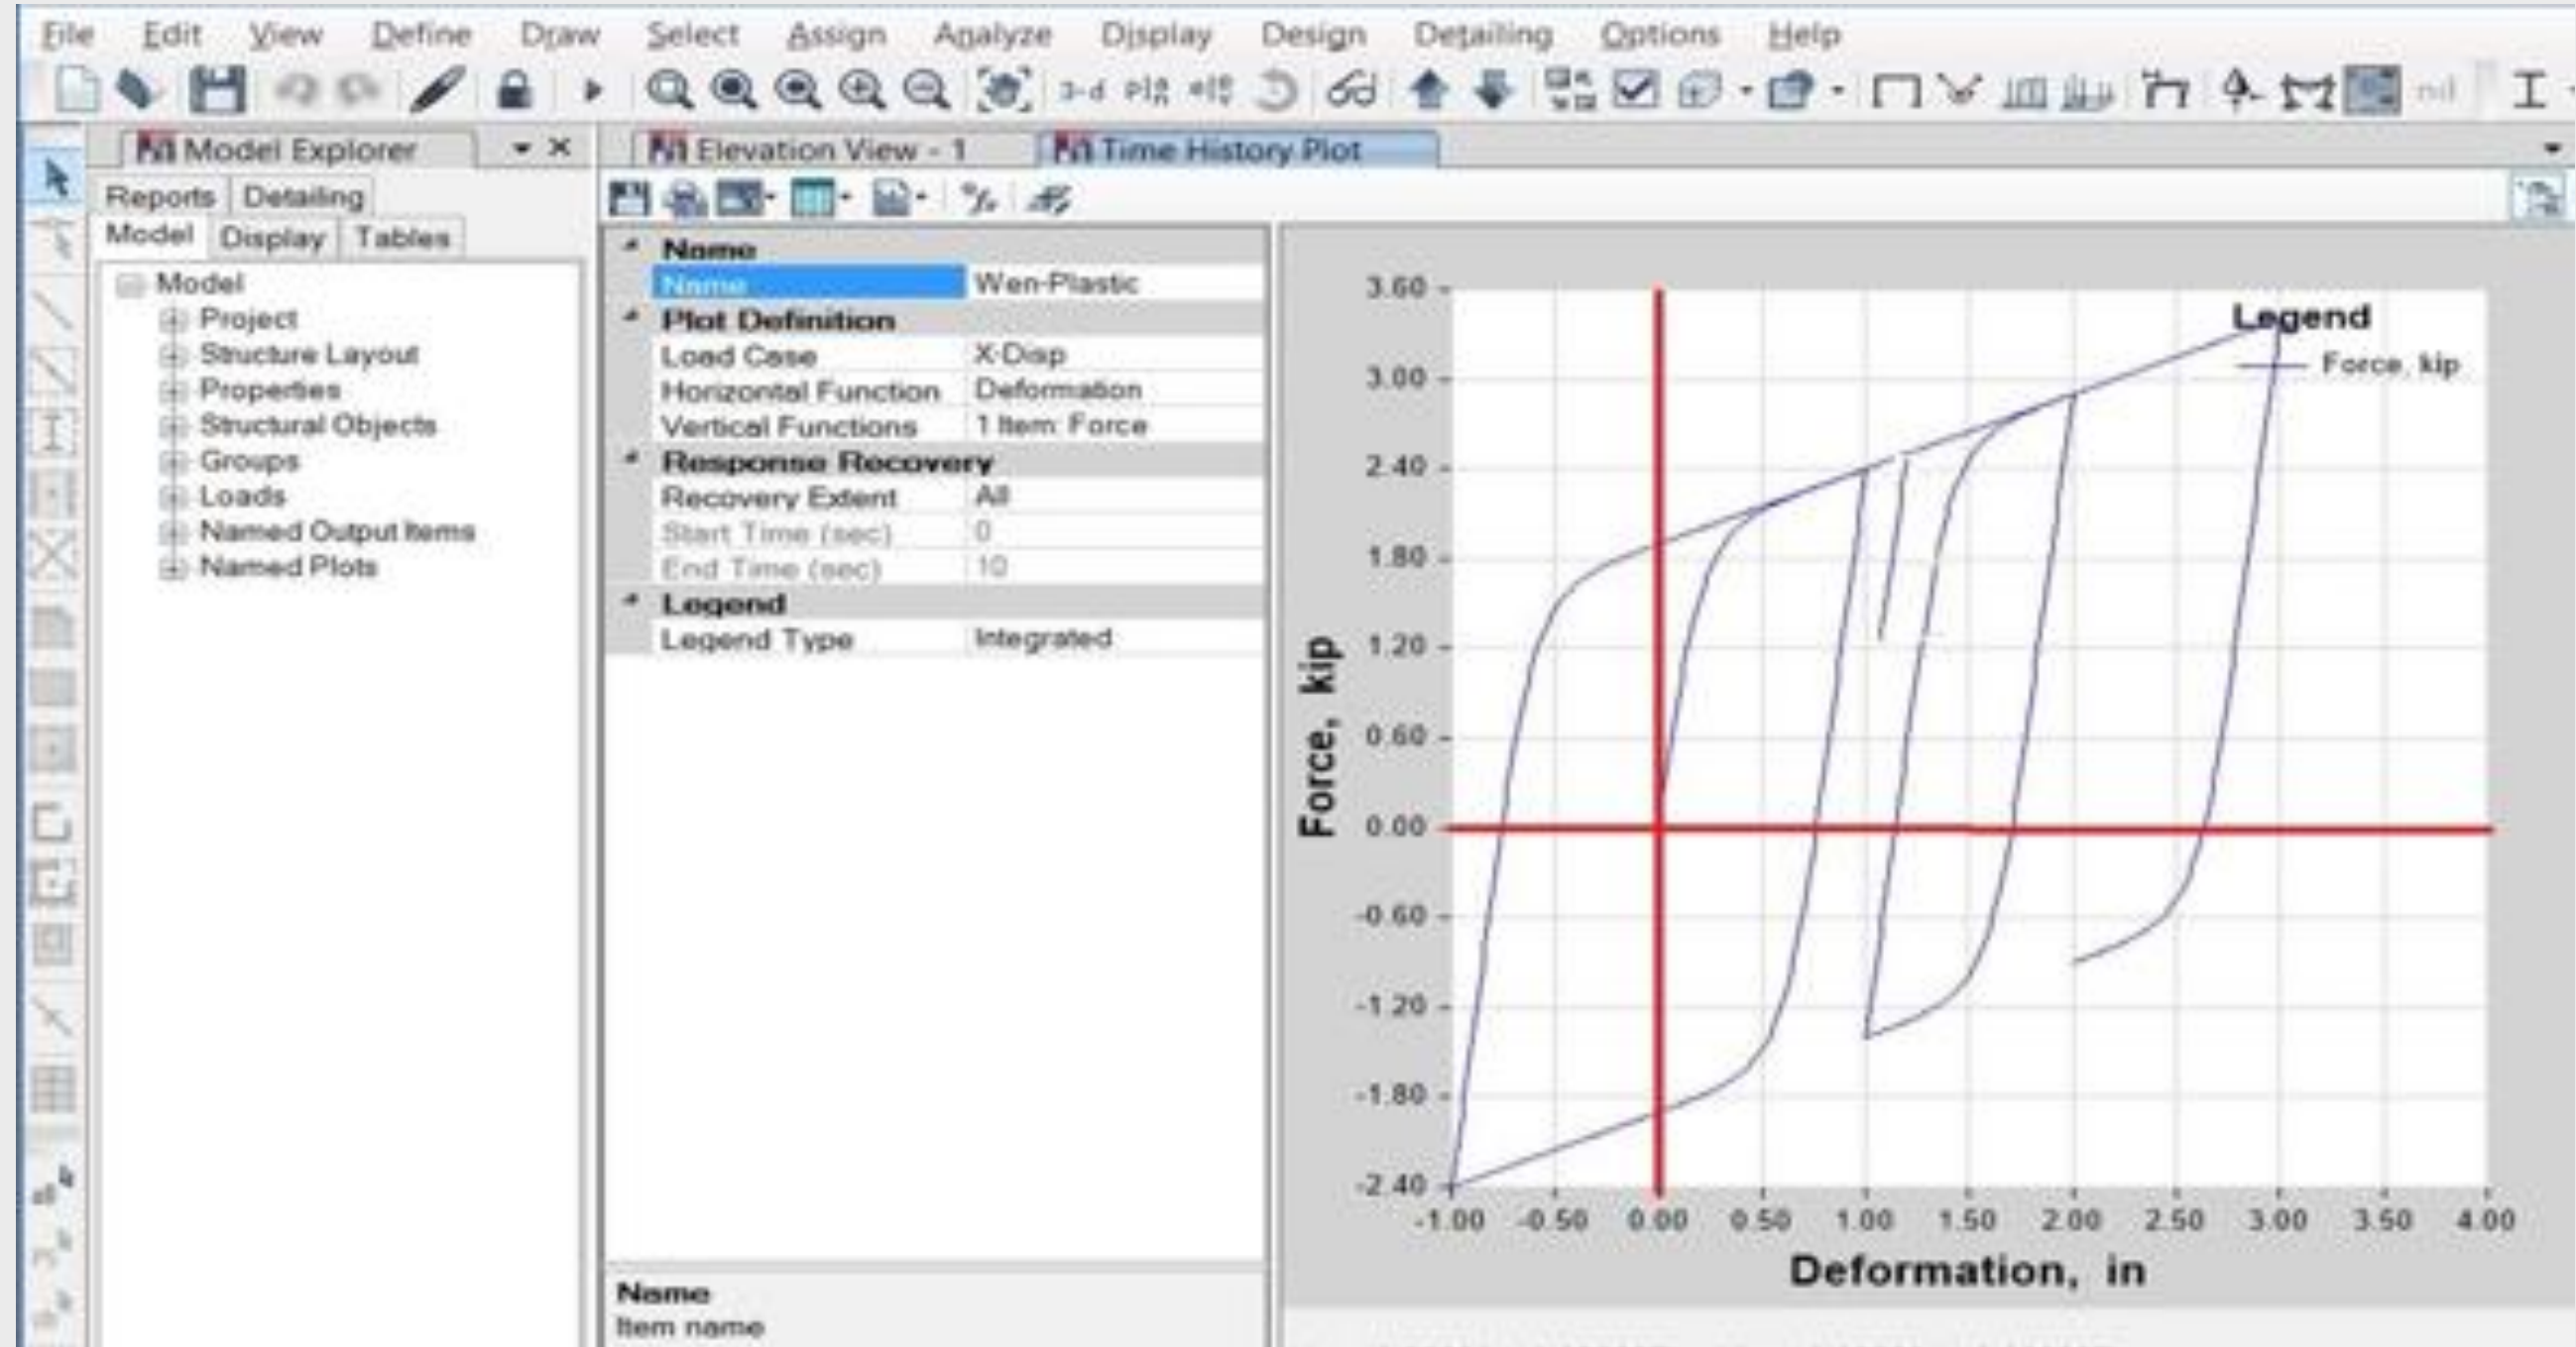 File Edit View Define Draw Select Assign Analyze Display Design Detailing Options Help
3-d
nd
Model Explorer
Elevation View - 1
Time History Plot
Reports Detailing
Model Display Tables
Model
Project
Structure Layout
Properties
Structural Objects
Groups
Loads
Named Output Items
Named Plots
Name
Name Wen-Plastic
Plot Definition
Load Case X-Disp
Horizontal Function Deformation
Vertical Functions 1 Item: Force
Response Recovery
Recovery Extent All
Start Time (sec) 0
End Time (sec) 10
Legend
Legend Type Integrated
Name
Item name
Legend
Force, kip
3.60
3.00
2.40
1.80
1.20
0.60
0.00
-0.60
-1.20
-1.80
-2.40
Force, kip
-1.00 -0.50 0.00 0.50 1.00 1.50 2.00 2.50 3.00 3.50 4.00
Deformation, in